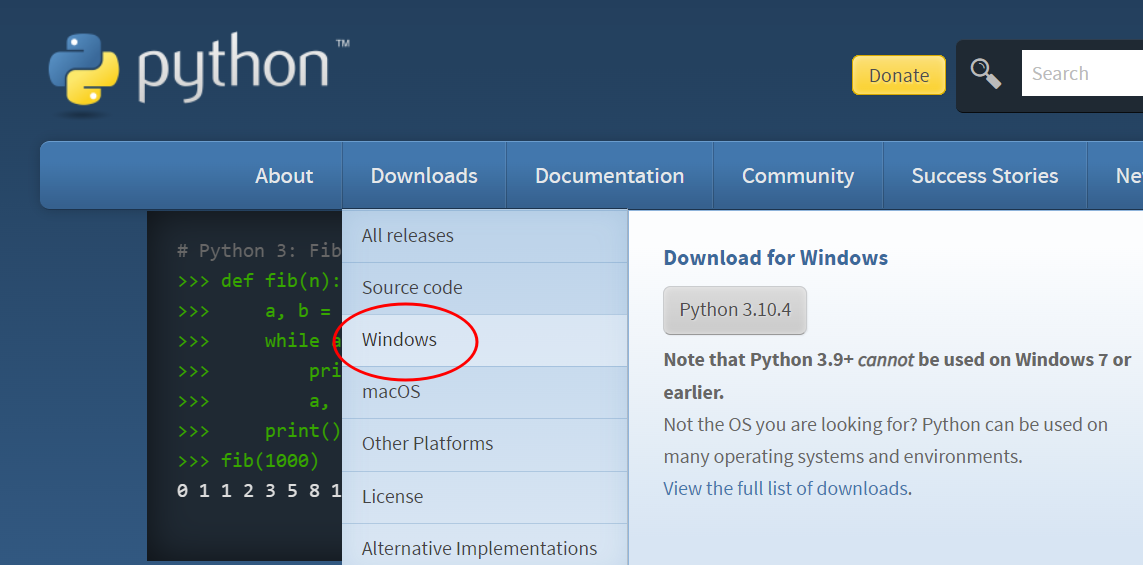 python™
Donate
Search
About
Downloads
Documentation
Community
Success Stories
Ne
# Python 3: Fib
>>> def fib(n):
>>> a, b =
>>> while a
>>> pri
>>> a,
>>> print()
>>> fib(1000)
0 1 1 2 3 5 8 1
All releases
Source code
Windows
macOS
Other Platforms
License
Alternative Implementations
Download for Windows
Python 3.10.4
Note that Python 3.9+ cannot be used on Windows 7 or
earlier.
Not the OS you are looking for? Python can be used on
many operating systems and environments.
View the full list of downloads.